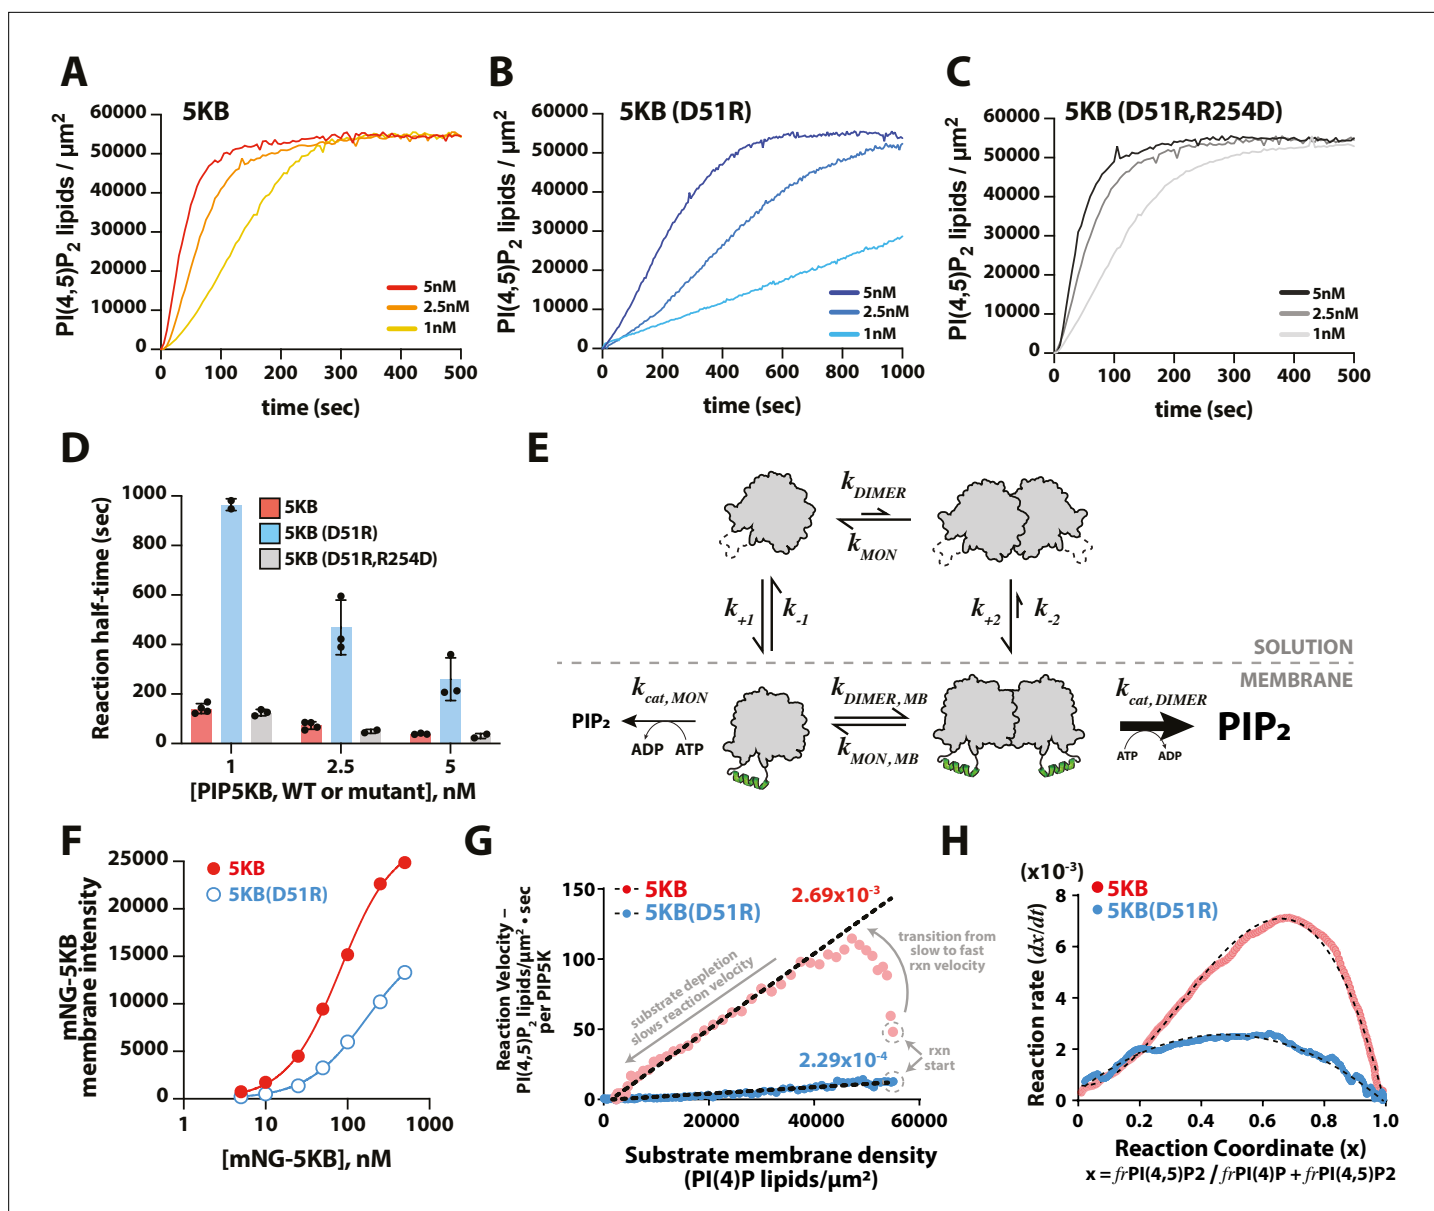 A
5KB
PI(4,5)P2 lipids / µm²
60000
50000
40000
30000
20000
10000
0
0 100 200 300 400 500
time (sec)
5nM
2.5nM
1nM
B
5KB (D51R)
PI(4,5)P2 lipids / µm²
60000
50000
40000
30000
20000
10000
0
0 200 400 600 800 1000
time (sec)
5nM
2.5nM
1nM
C
5KB (D51R,R254D)
PI(4,5)P2 lipids / µm²
60000
50000
40000
30000
20000
10000
0
0 100 200 300 400 500
time (sec)
5nM
2.5nM
1nM
D
Reaction half-time (sec)
1000
800
600
400
200
0
5KB
5KB (D51R)
5KB (D51R,R254D)
1 2.5 5
[PIP5KB, WT or mutant], nM
E
kDIMER
kMON
k+1 k-1
k+2 k-2
SOLUTION
MEMBRANE
kcat,MON
PIP₂
ADP ATP
kDIMER,MB
kMON,MB
kcat,DIMER
ATP ADP
PIP₂
F
mNG-5KB
membrane intensity
25000
20000
15000
10000
5000
0
5KB
5KB(D51R)
1 10 100 1000
[mNG-5KB], nM
G
Reaction Velocity –
PI(4,5)P₂ lipids/µm² • sec
per PIP5K
150
100
50
0
5KB
5KB(D51R)
2.69x10⁻³
transition from
slow to fast
rxn velocity
substrate depletion
slows reaction velocity
2.29x10⁻⁴
rxn
start
0 20000 40000 60000
Substrate membrane density
(PI(4)P lipids/µm²)
H
(x10⁻³)
Reaction rate (dx/dt)
8
6
4
2
0
5KB
5KB(D51R)
0 0.2 0.4 0.6 0.8 1.0
Reaction Coordinate (x)
x = frPI(4,5)P2 / frPI(4)P + frPI(4,5)P2